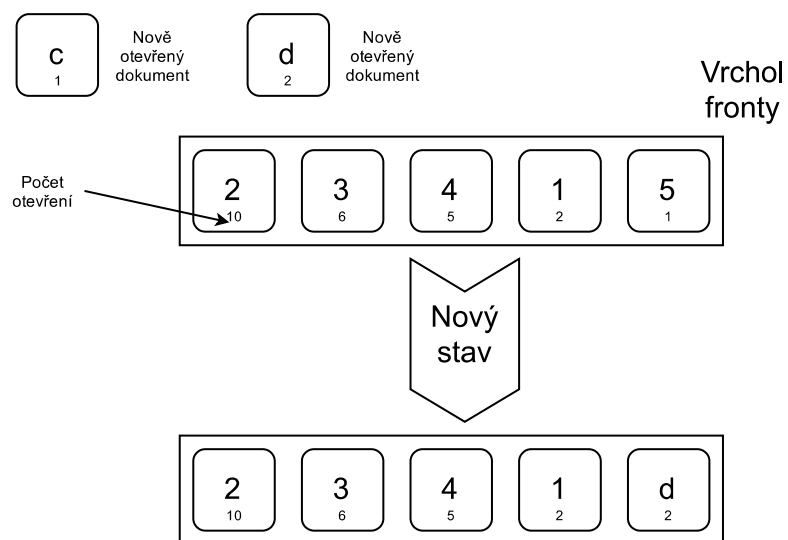 c
1
Nově
otevřený
dokument
d
2
Nově
otevřený
dokument
Vrchol
fronty
Počet
otevření
2
10
3
6
4
5
1
2
5
1
Nový
stav
2
10
3
6
4
5
1
2
d
2